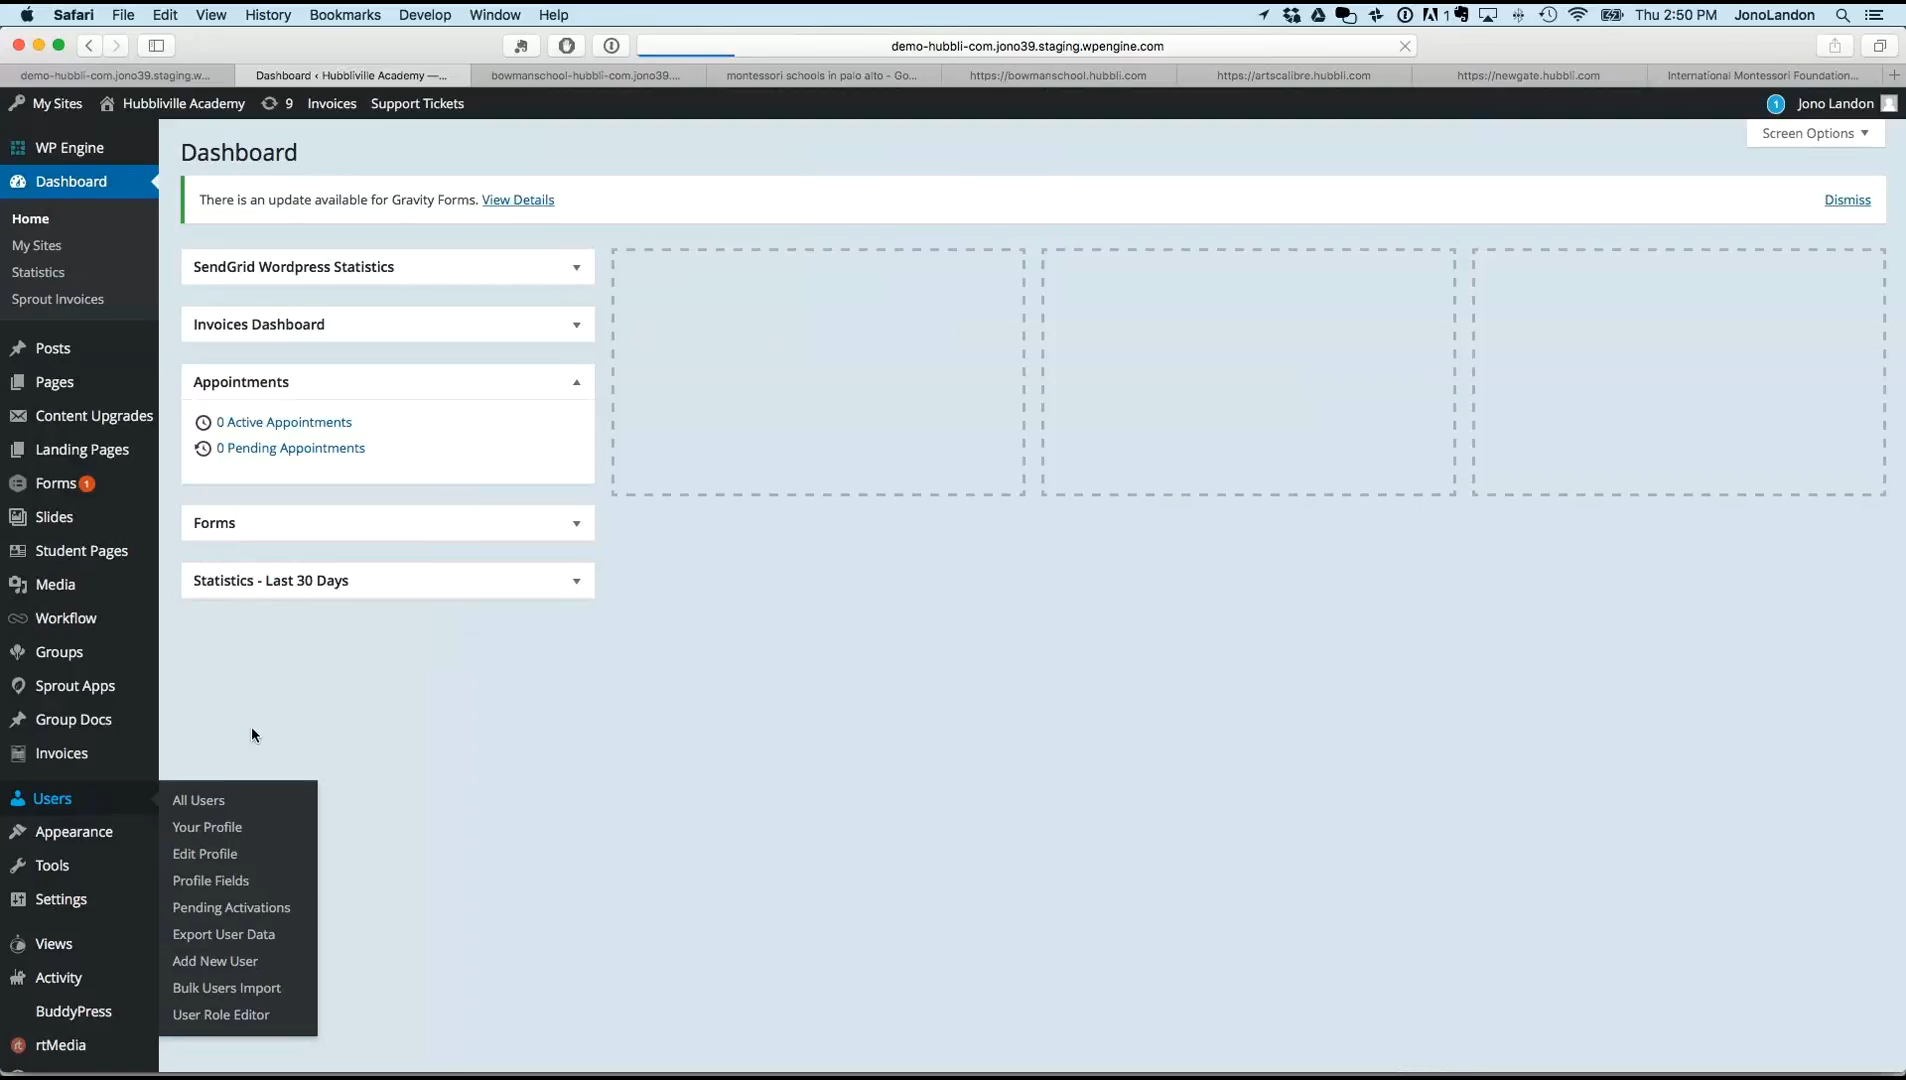 Safari File Edit View History Bookmarks Develop Window Help
1 Thu 2:50 PM JonoLandon
demo-hubbli-com.jono39.staging.wpengine.com
demo-hubbli-com.jono39.staging.w...
Dashboard ‹ Hubbliville Academy —...
bowmanschool-hubbli-com.jono39....
montessori schools in palo alto - Go...
https://bowmanschool.hubbli.com
https://artscalibre.hubbli.com
https://newgate.hubbli.com
International Montessori Foundation...
My Sites Hubbliville Academy 9 Invoices Support Tickets
1 Jono Landon
Screen Options
WP Engine
Dashboard
Home
My Sites
Statistics
Sprout Invoices
Posts
Pages
Content Upgrades
Landing Pages
Forms 1
Slides
Student Pages
Media
Workflow
Groups
Sprout Apps
Group Docs
Invoices
Users
Appearance
Tools
Settings
Views
Activity
BuddyPress
rt rtMedia
All Users
Your Profile
Edit Profile
Profile Fields
Pending Activations
Export User Data
Add New User
Bulk Users Import
User Role Editor
Dashboard
There is an update available for Gravity Forms. View Details
Dismiss
SendGrid Wordpress Statistics
Invoices Dashboard
Appointments
0 Active Appointments
0 Pending Appointments
Forms
Statistics - Last 30 Days